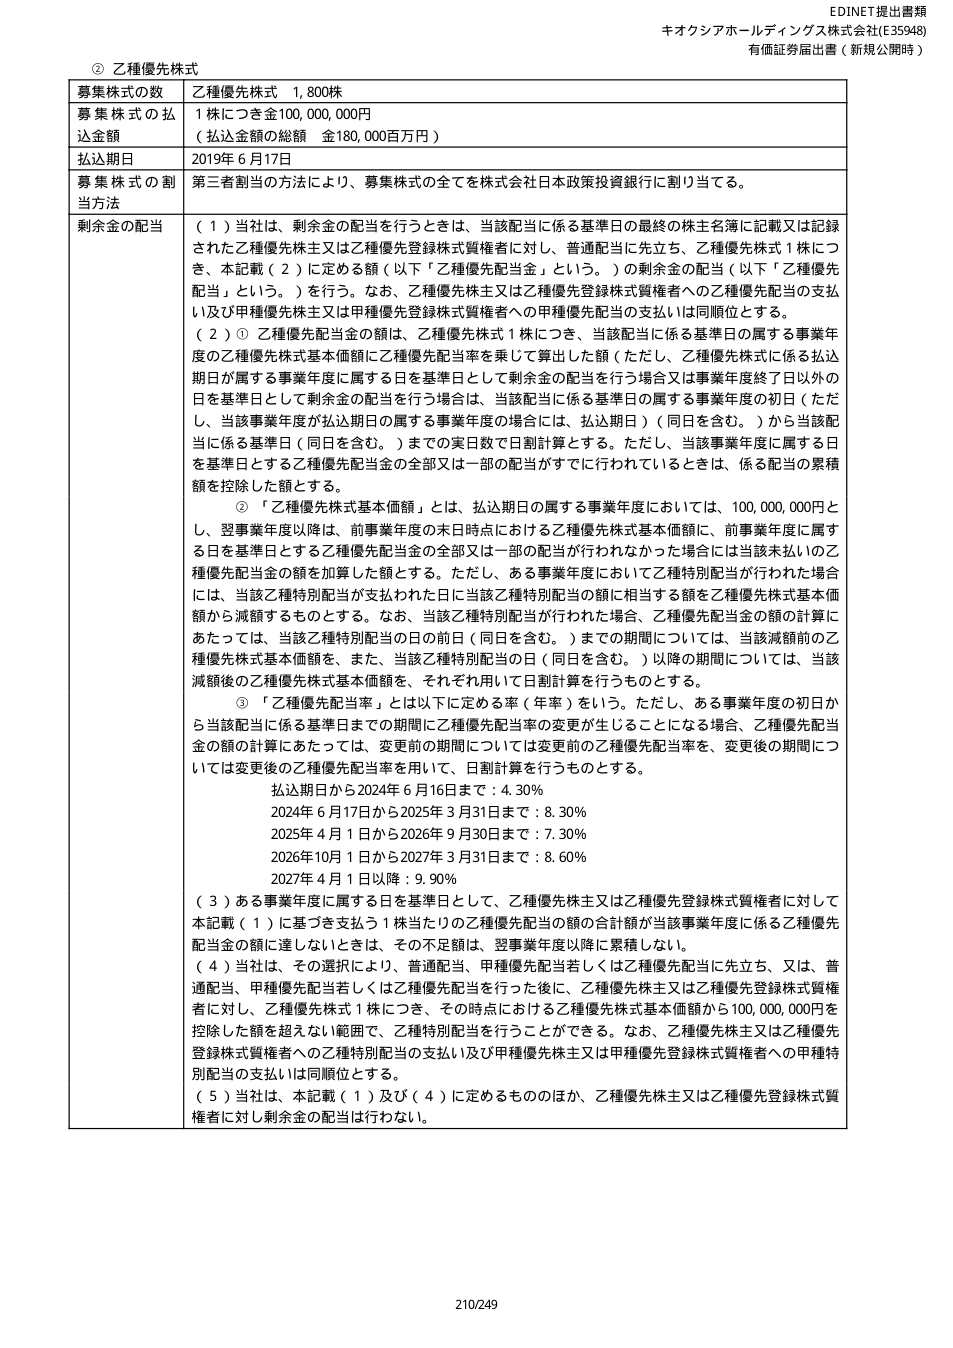 EDINET提出書類
キオクシアホールディングス株式会社(E35948)
有価証券届出書(新規公開時)
② 乙種優先株式
募集株式の数 乙種優先株式 1,800株
募集株式の払込金額 1株につき金100,000,000円
(払込金額の総額 金180,000百万円)
払込期日 2019年6月17日
募集株式の割当方法 第三者割当の方法により、募集株式の全てを株式会社日本政策投資銀行に割り当てる。
剰余金の配当 (1)当社は、剰余金の配当を行うときは、当該配当に係る基準日の最終の株主名簿に記載又は記録
された乙種優先株主又は乙種優先登録株式質権者に対し、普通配当に先立ち、乙種優先株式1株につ
き、本記載(2)に定める額(以下「乙種優先配当金」という。)の剰余金の配当(以下「乙種優先
配当」という。)を行う。なお、乙種優先株主又は乙種優先登録株式質権者への乙種優先配当の支払
い及び甲種優先株主又は甲種優先登録株式質権者への甲種優先配当の支払いは同順位とする。
(2)① 乙種優先配当金の額は、乙種優先株式1株につき、当該配当に係る基準日の属する事業年
度の乙種優先株式基本価額に乙種優先配当率を乗じて算出した額(ただし、乙種優先株式に係る払込
期日が属する事業年度に属する日を基準日として剰余金の配当を行う場合又は事業年度終了日以外の
日を基準日として剰余金の配当を行う場合は、当該配当に係る基準日の属する事業年度の初日(ただ
し、当該事業年度が払込期日の属する事業年度の場合には、払込期日)(同日を含む。)から当該配
当に係る基準日(同日を含む。)までの実日数で日割計算とする。ただし、当該事業年度に属する日
を基準日とする乙種優先配当金の全部又は一部の配当がすでに行われているときは、係る配当の累積
額を控除した額とする。
② 「乙種優先株式基本価額」とは、払込期日の属する事業年度においては、100,000,000円と
し、翌事業年度以降は、前事業年度の末日時点における乙種優先株式基本価額に、前事業年度に属す
る日を基準日とする乙種優先配当金の全部又は一部の配当が行われなかった場合には当該未払いの乙
種優先配当金の額を加算した額とする。ただし、ある事業年度において乙種特別配当が行われた場合
には、当該乙種特別配当が支払われた日に当該乙種特別配当の額に相当する額を乙種優先株式基本価
額から減額するものとする。なお、当該乙種特別配当が行われた場合、乙種優先配当金の額の計算に
あたっては、当該乙種特別配当の日の前日(同日を含む。)までの期間については、当該減額前の乙
種優先株式基本価額を、また、当該乙種特別配当の日(同日を含む。)以降の期間については、当該
減額後の乙種優先株式基本価額を、それぞれ用いて日割計算を行うものとする。
③ 「乙種優先配当率」とは以下に定める率(年率)をいう。ただし、ある事業年度の初日か
ら当該配当に係る基準日までの期間に乙種優先配当率の変更が生じることになる場合、乙種優先配当
金の額の計算にあたっては、変更前の期間については変更前の乙種優先配当率を、変更後の期間につ
いては変更後の乙種優先配当率を用いて、日割計算を行うものとする。
払込期日から2024年6月16日まで:4.30%
2024年6月17日から2025年3月31日まで:8.30%
2025年4月1日から2026年9月30日まで:7.30%
2026年10月1日から2027年3月31日まで:8.60%
2027年4月1日以降:9.90%
(3)ある事業年度に属する日を基準日として、乙種優先株主又は乙種優先登録株式質権者に対して
本記載(1)に基づき支払う1株当たりの乙種優先配当の額の合計額が当該事業年度に係る乙種優先
配当金の額に達しないときは、その不足額は、翌事業年度以降に累積しない。
(4)当社は、その選択により、普通配当、甲種優先配当若しくは乙種優先配当に先立ち、又は、普
通配当、甲種優先配当若しくは乙種優先配当を行った後に、乙種優先株主又は乙種優先登録株式質権
者に対し、乙種優先株式1株につき、その時点における乙種優先株式基本価額から100,000,000円を
控除した額を超えない範囲で、乙種特別配当を行うことができる。なお、乙種優先株主又は乙種優先
登録株式質権者への乙種特別配当の支払い及び甲種優先株主又は甲種優先登録株式質権者への甲種特
別配当の支払いは同順位とする。
(5)当社は、本記載(1)及び(4)に定めるもののほか、乙種優先株主又は乙種優先登録株式質
権者に対し剰余金の配当は行わない。
210/249